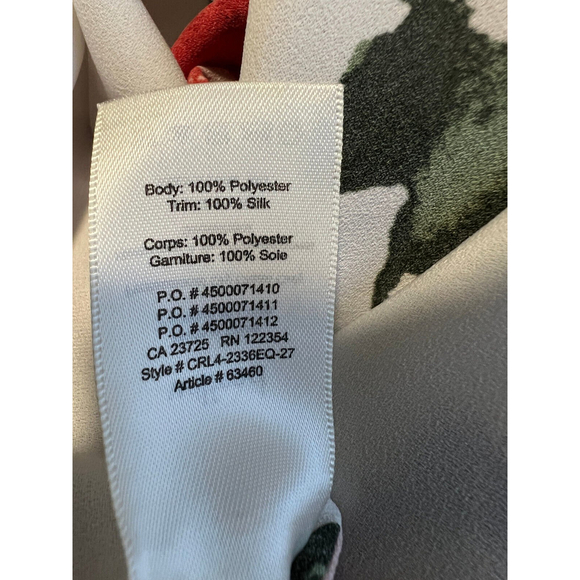 Body: 100% Polyester
Trim: 100% Silk
Corps: 100% Polyester
Garniture: 100% Soie
P.O. # 4500071410
P.O. # 4500071411
P.O. # 4500071412
CA 23725 RN 122354
Style # CRL4-2336EQ-27
Article # 63460